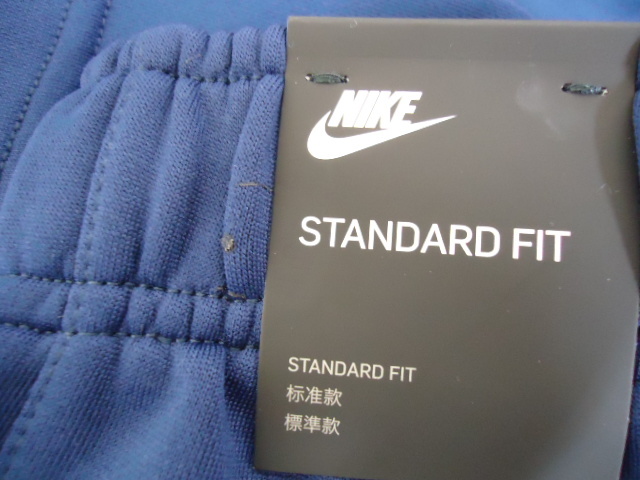 NIKE
STANDARD FIT
STANDARD FIT
标准款
標準款